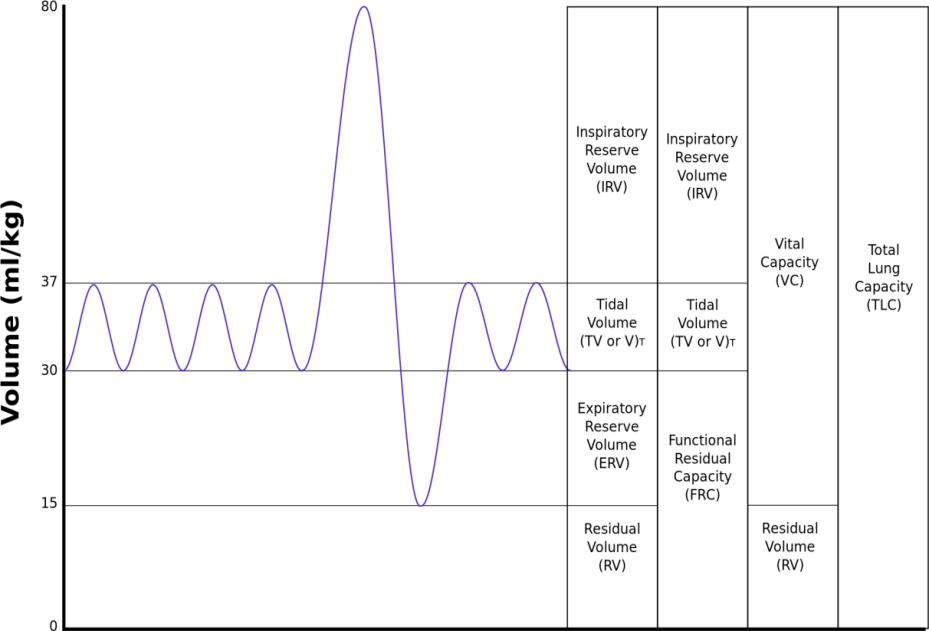 80
37
30
15
0
Volume (ml/kg)
Inspiratory
Reserve
Volume
(IRV)
Tidal
Volume
(TV or V)T
Expiratory
Reserve
Volume
(ERV)
Residual
Volume
(RV)
Inspiratory
Reserve
Volume
(IRV)
Tidal
Volume
(TV or V)T
Functional
Residual
Capacity
(FRC)
Vital
Capacity
(VC)
Residual
Volume
(RV)
Total
Lung
Capacity
(TLC)